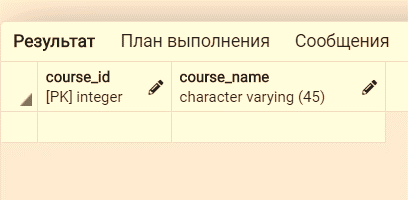 Результат План выполнения Сообщения
course_id course_name
[PK] integer character varying (45)